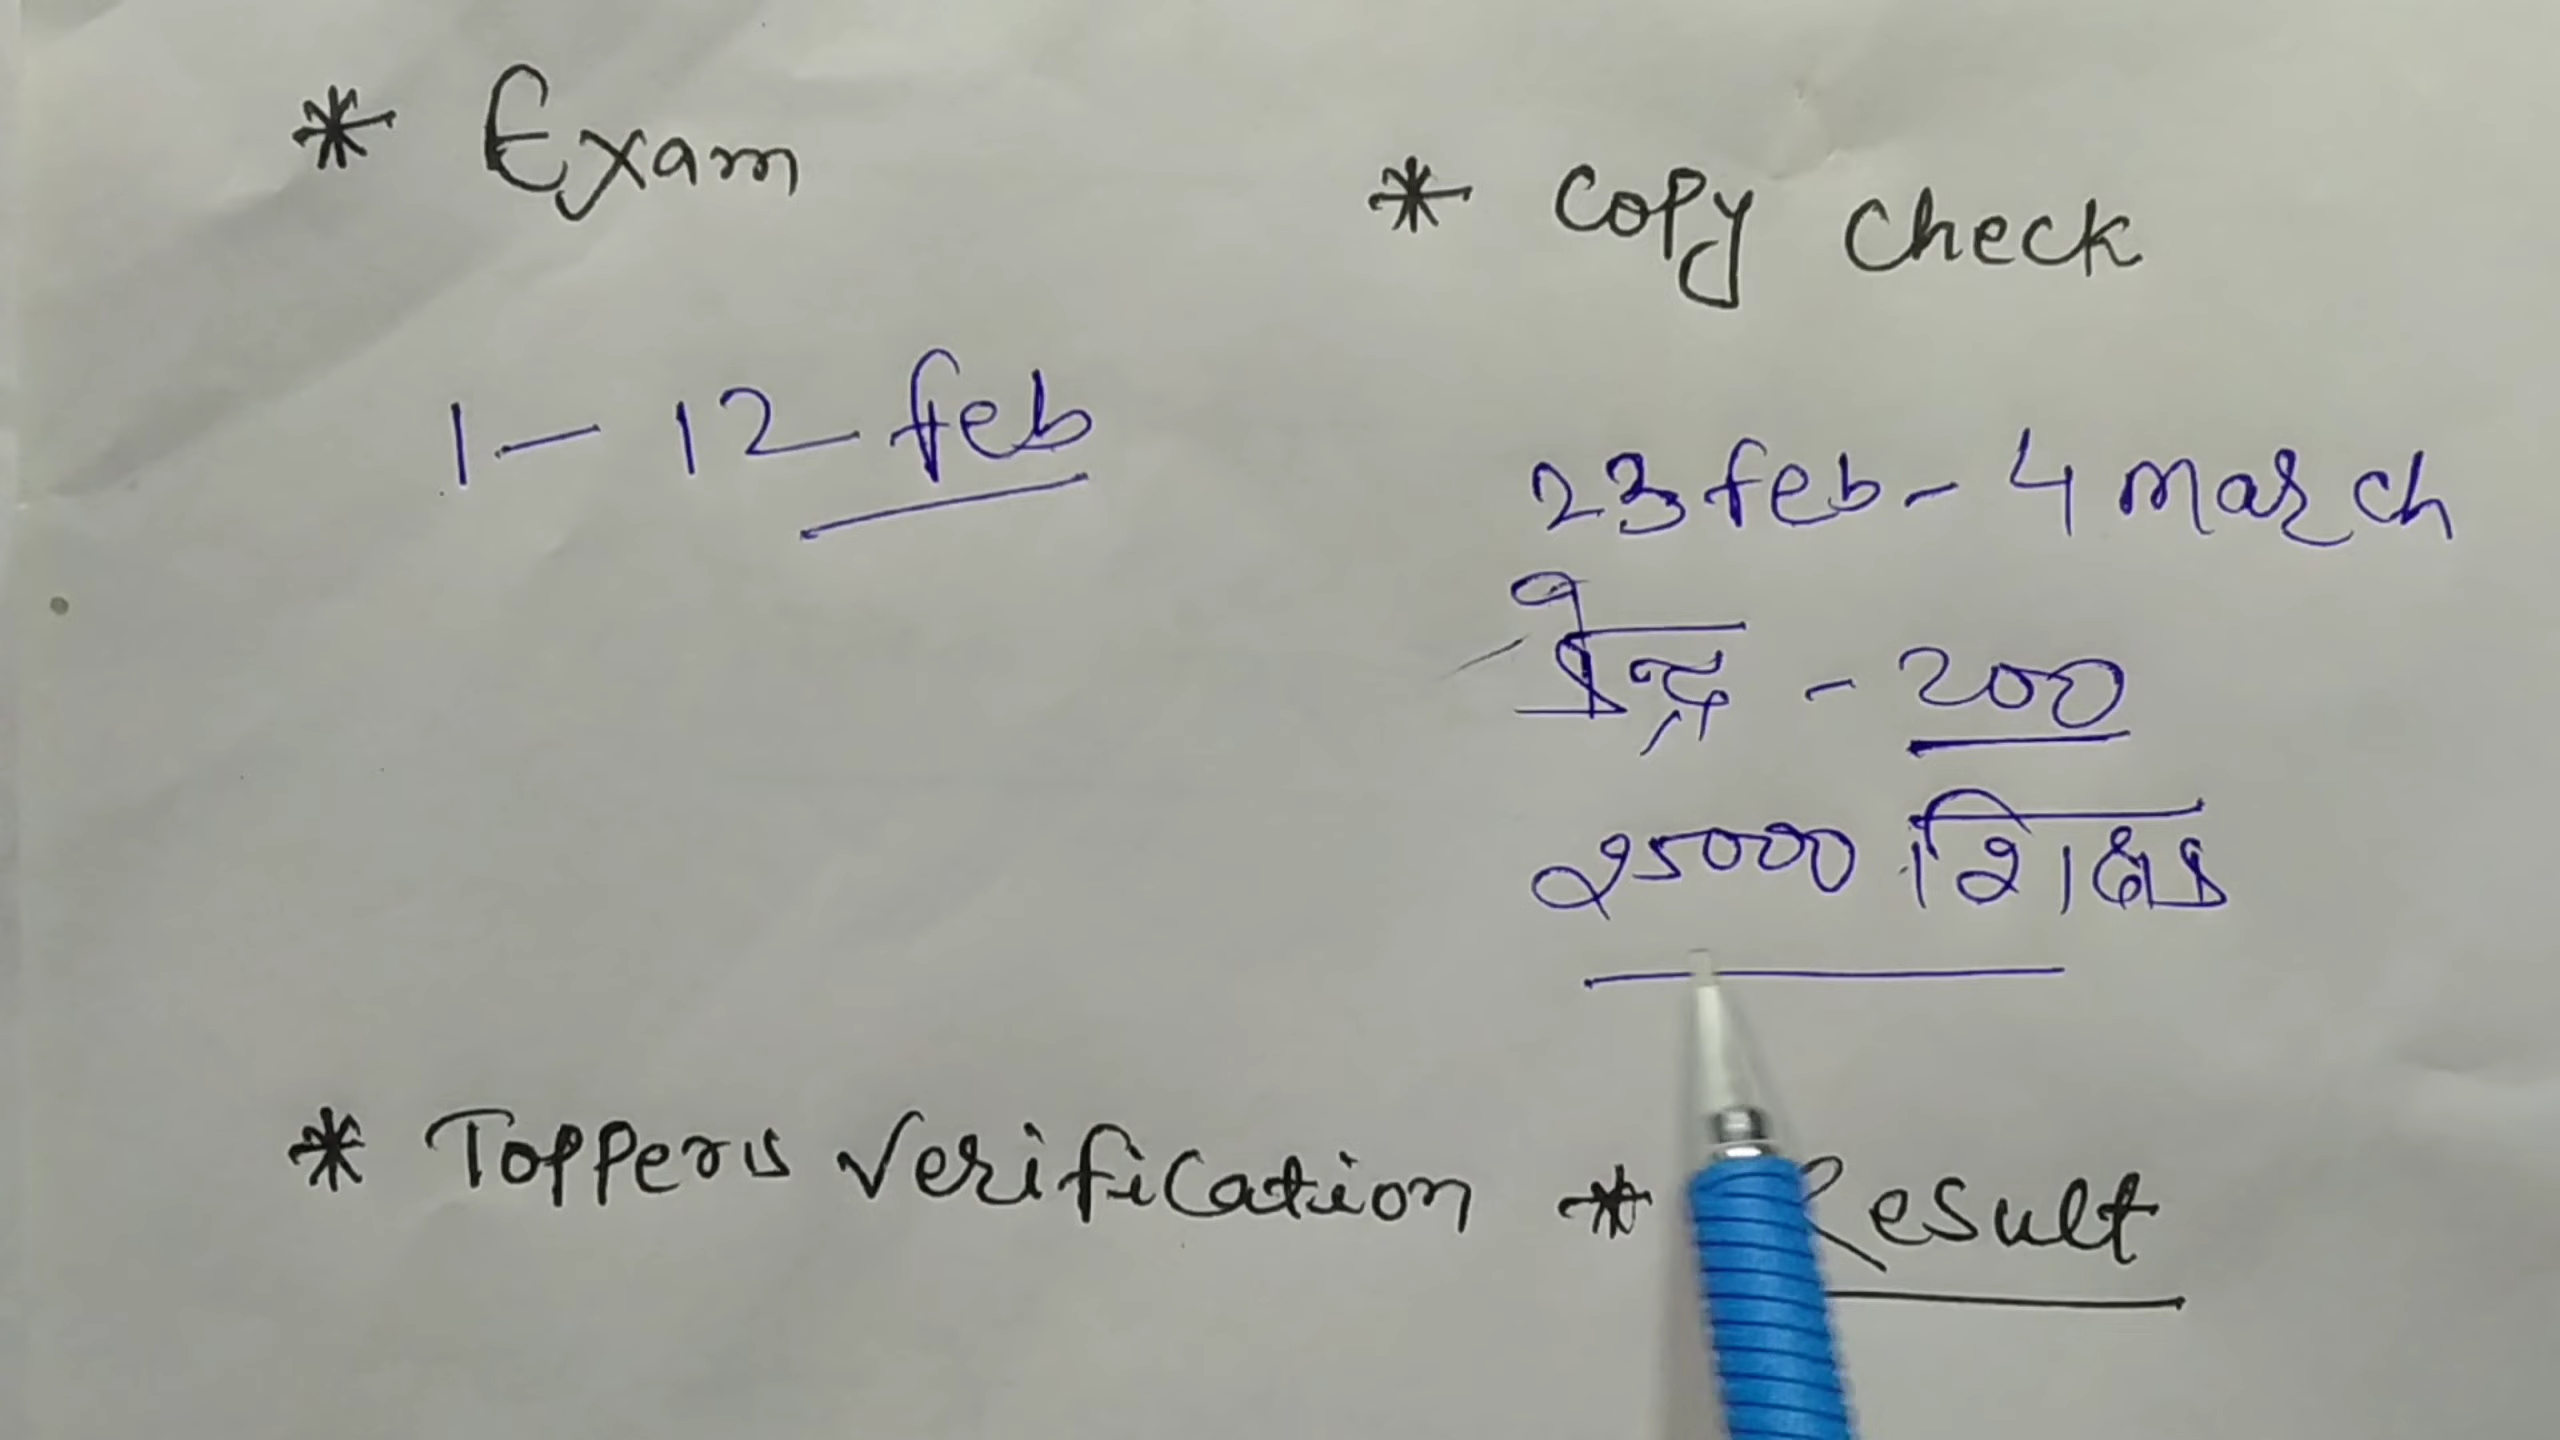 * Exam
1 - 12 feb
* Copy Check
23 feb - 4 march
केन्द्र - 200
25000 शिक्षक
* Toppers Verification
* Result